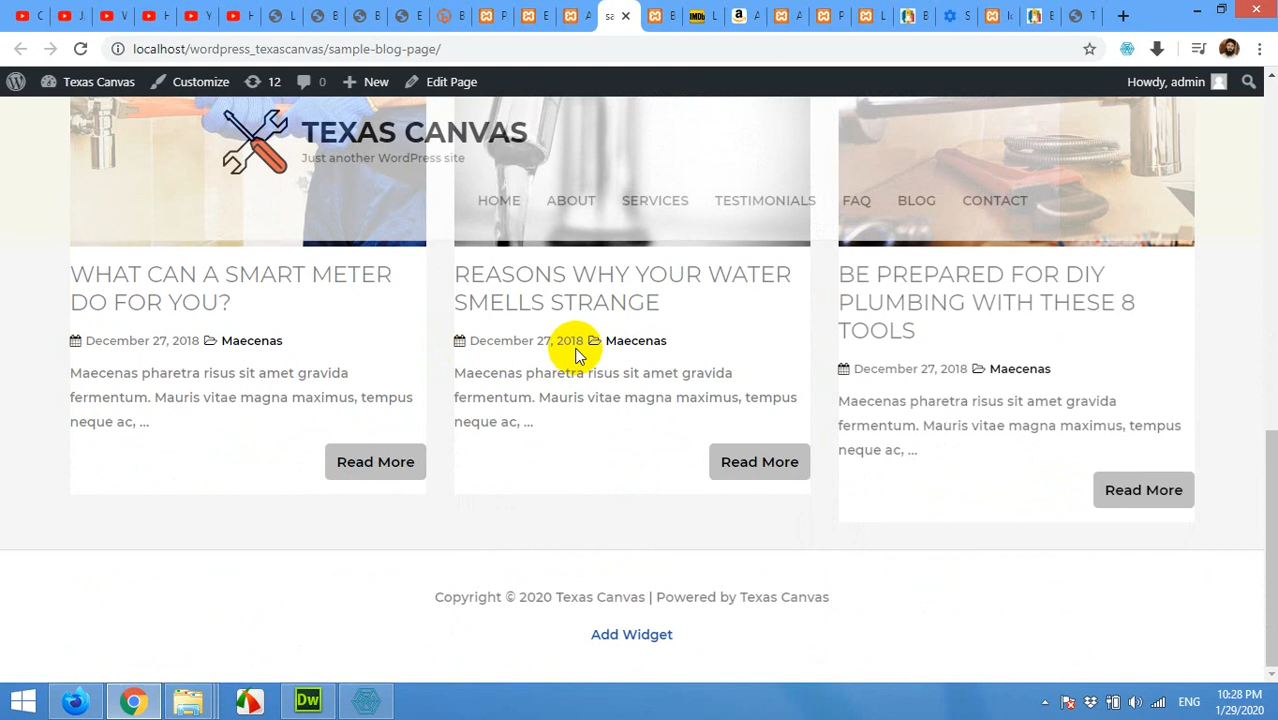 localhost/wordpress_texascanvas/sample-blog-page/
Texas Canvas Customize 12 0 New Edit Page Howdy, admin
TEXAS CANVAS
Just another WordPress site
HOME ABOUT SERVICES TESTIMONIALS FAQ BLOG CONTACT
WHAT CAN A SMART METER
DO FOR YOU?
December 27, 2018 Maecenas
Maecenas pharetra risus sit amet gravida
fermentum. Mauris vitae magna maximus, tempus
neque ac, ...
Read More
REASONS WHY YOUR WATER
SMELLS STRANGE
December 27, 2018 Maecenas
Maecenas pharetra risus sit amet gravida
fermentum. Mauris vitae magna maximus, tempus
neque ac, ...
Read More
BE PREPARED FOR DIY
PLUMBING WITH THESE 8
TOOLS
December 27, 2018 Maecenas
Maecenas pharetra risus sit amet gravida
fermentum. Mauris vitae magna maximus, tempus
neque ac, ...
Read More
Copyright © 2020 Texas Canvas | Powered by Texas Canvas
Add Widget
Dw
ENG
10:28 PM
1/29/2020